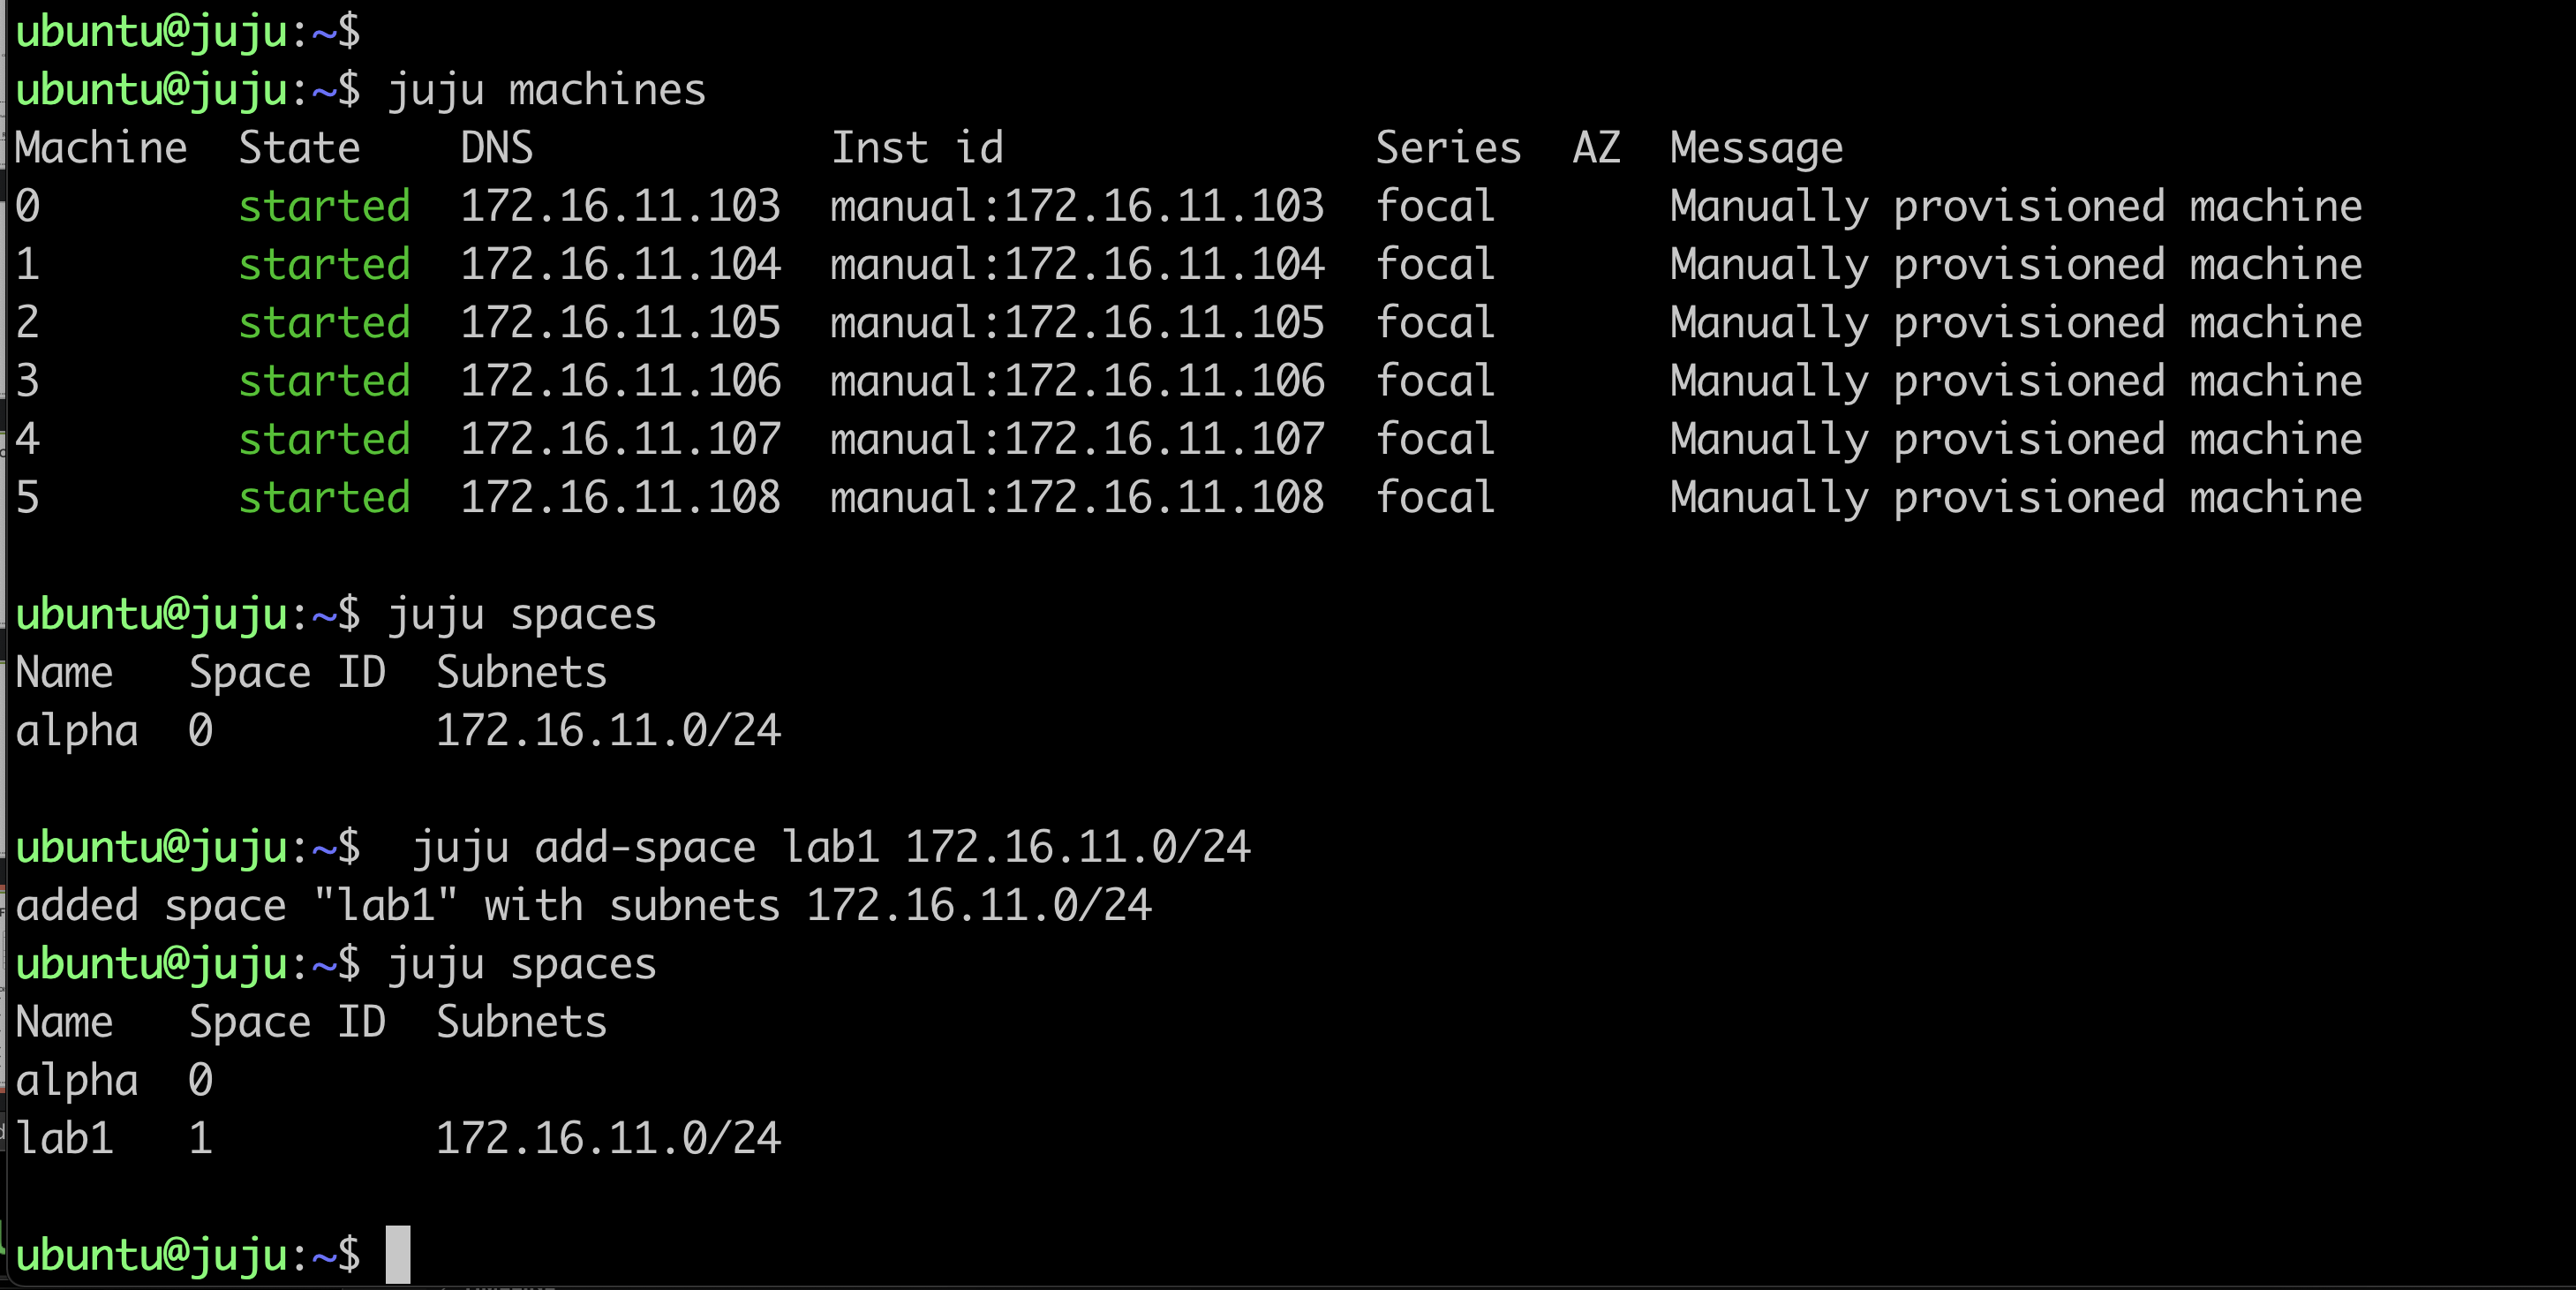 ubuntu@juju:~$
ubuntu@juju:~$ juju machines
Machine  State    DNS            Inst id               Series  AZ  Message
0        started  172.16.11.103  manual:172.16.11.103  focal       Manually provisioned machine
1        started  172.16.11.104  manual:172.16.11.104  focal       Manually provisioned machine
2        started  172.16.11.105  manual:172.16.11.105  focal       Manually provisioned machine
3        started  172.16.11.106  manual:172.16.11.106  focal       Manually provisioned machine
4        started  172.16.11.107  manual:172.16.11.107  focal       Manually provisioned machine
5        started  172.16.11.108  manual:172.16.11.108  focal       Manually provisioned machine
ubuntu@juju:~$ juju spaces
Name   Space ID  Subnets
alpha  0         172.16.11.0/24
ubuntu@juju:~$  juju add-space lab1 172.16.11.0/24
added space "lab1" with subnets 172.16.11.0/24
ubuntu@juju:~$ juju spaces
Name   Space ID  Subnets
alpha  0
lab1   1         172.16.11.0/24
ubuntu@juju:~$